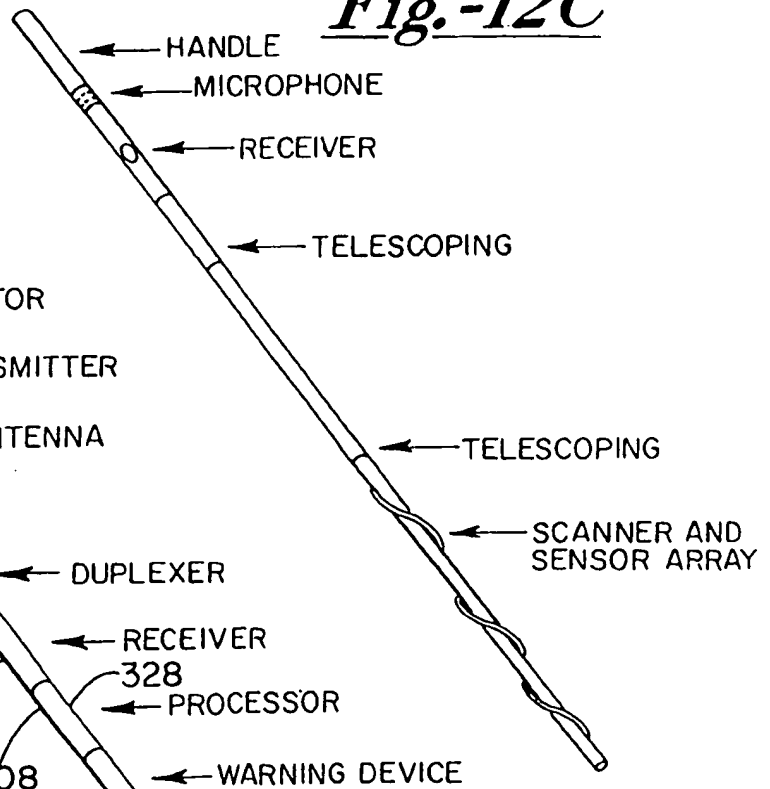 Fig.-12C
HANDLE
MICROPHONE
RECEIVER
TELESCOPING
TELESCOPING
SCANNER AND
SENSOR ARRAY
TOR
SMITTER
NTENNA
DUPLEXER
RECEIVER
328
PROCESSOR
08
WARNING DEVICE